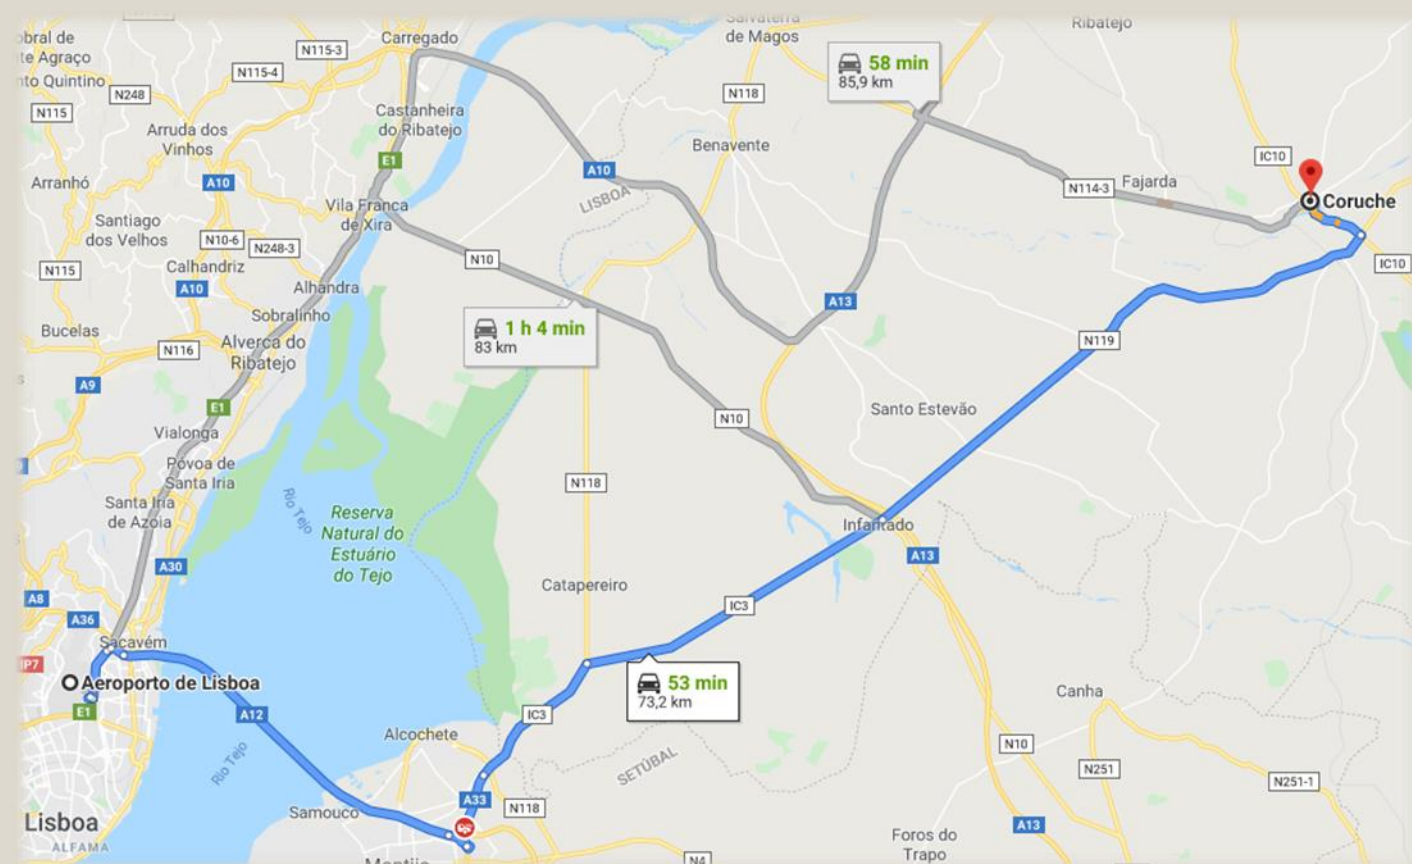 Carregado
Salvaterra
de Magos
Ribatejo
obral de
te Agraço
nto Quintino
N115-3
N115-4
N248
N115
Castanheira
do Ribatejo
58 min
85,9 km
N118
Arruda dos
Vinhos
Benavente
E1
A10
IC10
Arranhó
A10
LISBOA
N114-3
Fajarda
Coruche
Vila Franca
de Xira
Santiago
dos Velhos
N10-6
N248-3
N10
N115
Calhandriz
IC10
A10
Alhandra
A13
Sobralinho
1 h 4 min
83 km
Bucelas
N116
Alverca do
Ribatejo
N119
A9
E1
N10
Santo Estevão
Vialonga
Póvoa de
Santa Iria
Santa Iria
de Azoia
Rio Tejo
Reserva
Natural do
Estuário
do Tejo
N118
Infantado
A13
A30
Catapereiro
A8
A36
IC3
Sacavém
IP7
Aeroporto de Lisboa
53 min
73,2 km
E1
A12
IC3
Canha
Alcochete
Rio Tejo
SETÚBAL
N10
N251
N251-1
A33
N118
Samouco
Lisboa
ALFAMA
A13
Foros do
Trapo
Montijo
N4